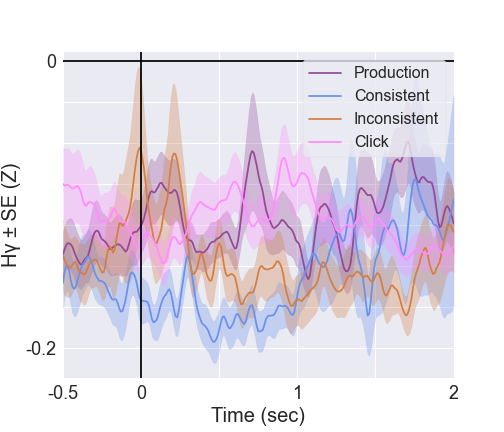 0
-0.2
Hγ ± SE (Z)
Production
Consistent
Inconsistent
Click
-0.5 0 1 2
Time (sec)